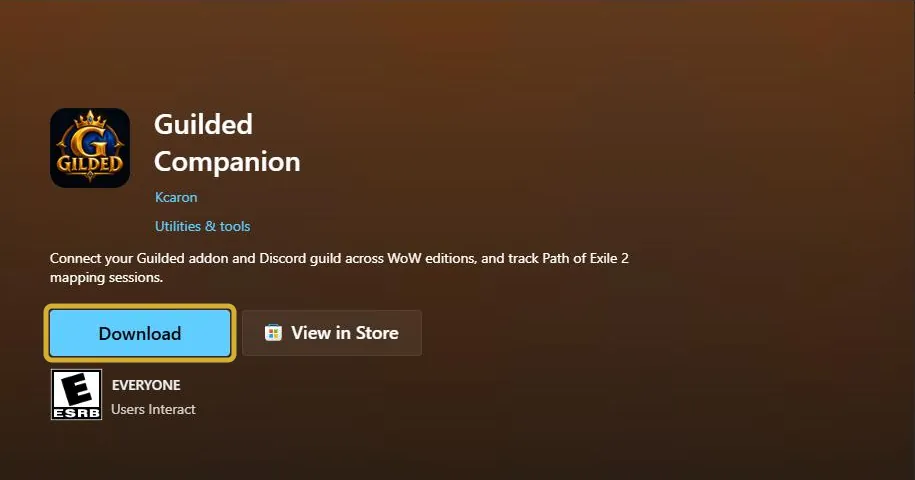 Guilded
Companion
G
GILDED
Kcaron
Utilities & tools
Connect your Guilded addon and Discord guild across WoW editions, and track Path of Exile 2
mapping sessions.
Download
View in Store
E
ESRB
EVERYONE
Users Interact